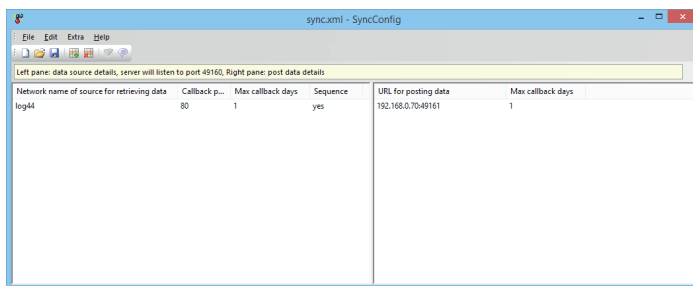 sync.xml - SyncConfig
File Edit Extra Help
Left pane: data source details, server will listen to port 49160, Right pane: post data details
Network name of source for retrieving data Callback p... Max callback days Sequence URL for posting data Max callback days
log44 80 1 yes 192.168.0.70:49161 1